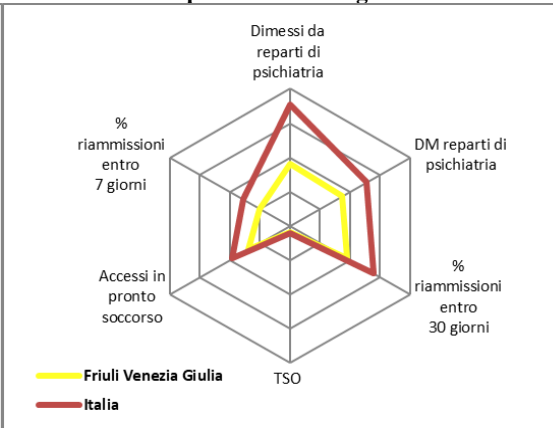 Dimessi da
reparti di
psichiatria
%
riammissioni
entro
7 giorni
DM reparti di
psichiatria
Accessi in
pronto
soccorso
%
riammissioni
entro
30 giorni
TSO
Friuli Venezia Giulia
Italia